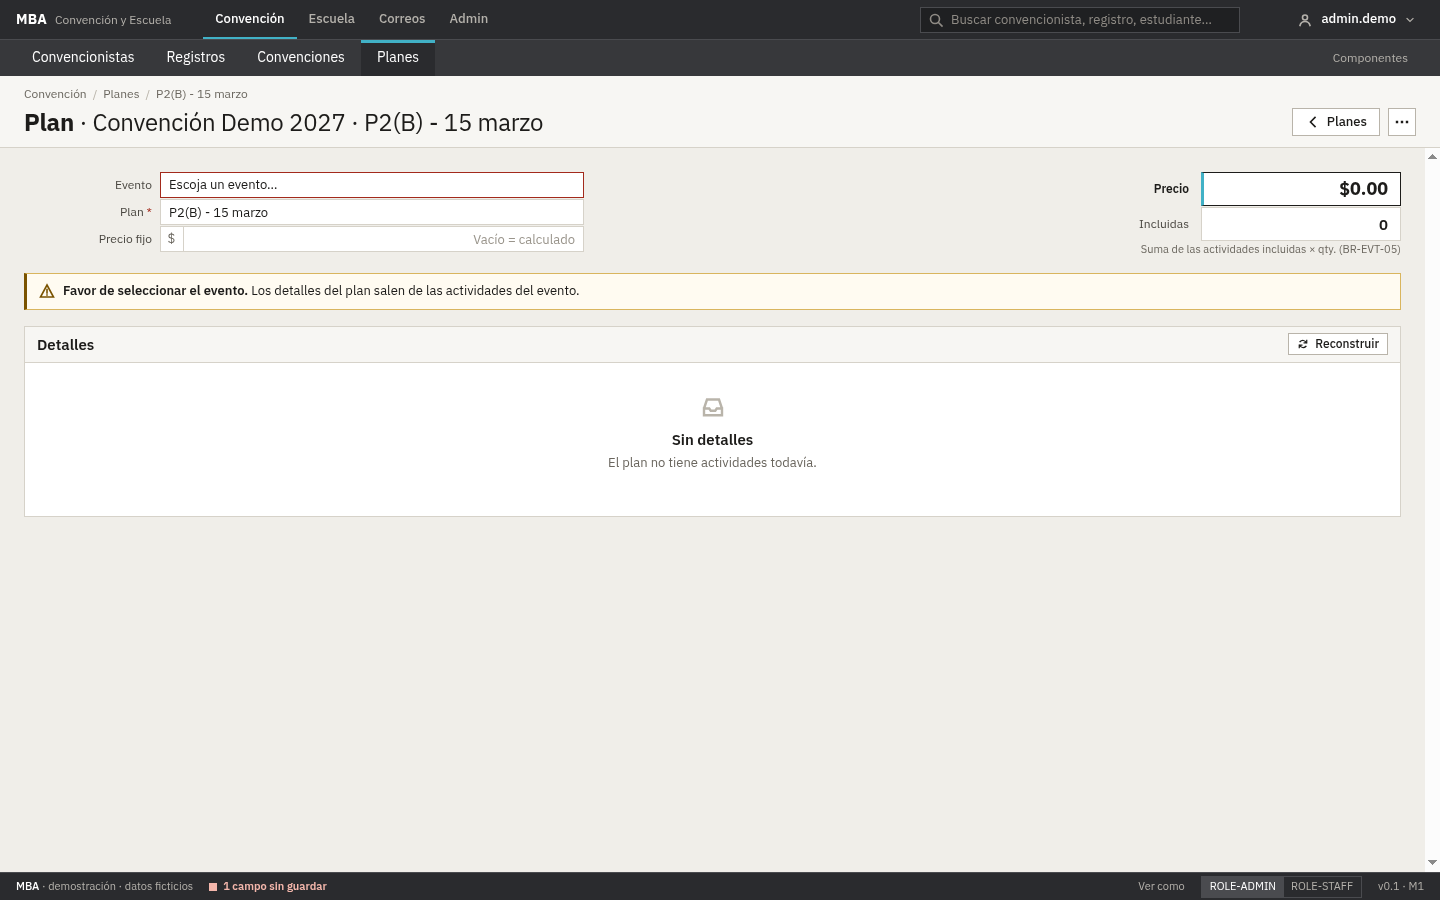 MBA Convención y Escuela Convención Escuela Correos Admin Buscar convencionista, registro, estudiante... admin.demo
Convencionistas Registros Convenciones Planes Componentes
Convención / Planes / P2(B) - 15 marzo
Plan · Convención Demo 2027 · P2(B) - 15 marzo
Planes
Evento Escoja un evento...
Plan * P2(B) - 15 marzo
Precio fijo $ Vacío = calculado
Precio $0.00
Incluidas 0
Suma de las actividades incluidas × qty. (BR-EVT-05)
Favor de seleccionar el evento. Los detalles del plan salen de las actividades del evento.
Detalles Reconstruir
Sin detalles
El plan no tiene actividades todavía.
MBA · demostración · datos ficticios 1 campo sin guardar Ver como ROLE-ADMIN ROLE-STAFF v0.1 · M1